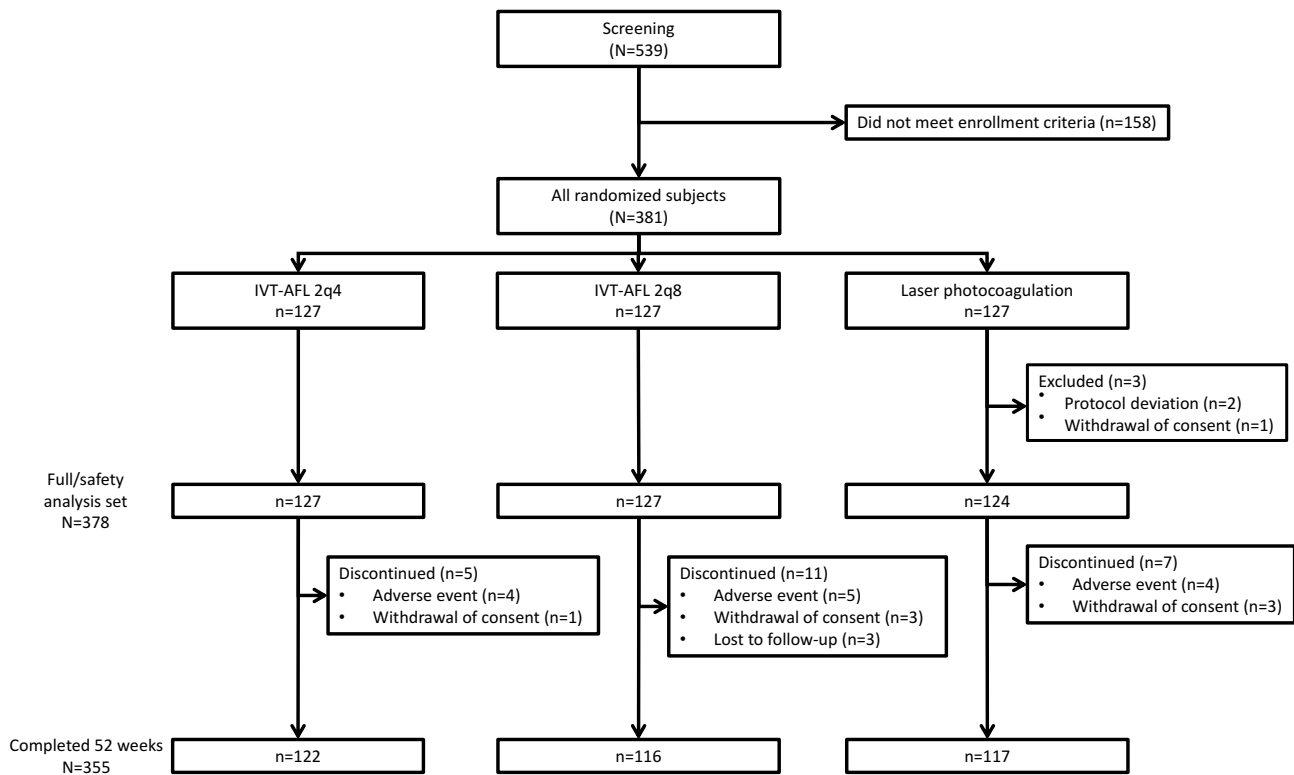 Screening
(N=539)
Did not meet enrollment criteria (n=158)
All randomized subjects
(N=381)
IVT-AFL 2q4
n=127
IVT-AFL 2q8
n=127
Laser photocoagulation
n=127
Excluded (n=3)
• Protocol deviation (n=2)
• Withdrawal of consent (n=1)
Full/safety
analysis set
N=378
n=127
n=127
n=124
Discontinued (n=5)
• Adverse event (n=4)
• Withdrawal of consent (n=1)
Discontinued (n=11)
• Adverse event (n=5)
• Withdrawal of consent (n=3)
• Lost to follow-up (n=3)
Discontinued (n=7)
• Adverse event (n=4)
• Withdrawal of consent (n=3)
Completed 52 weeks
N=355
n=122
n=116
n=117